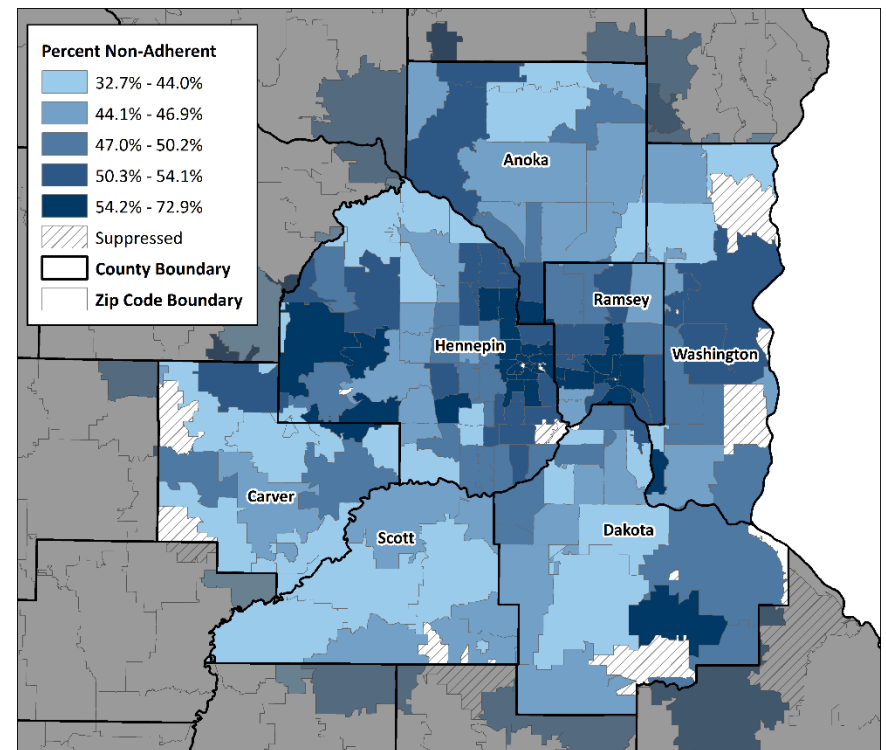 Percent Non-Adherent
32.7% - 44.0%
44.1% - 46.9%
47.0% - 50.2%
50.3% - 54.1%
54.2% - 72.9%
Suppressed
County Boundary
Zip Code Boundary
Anoka
Ramsey
Hennepin
Washington
Carver
Scott
Dakota